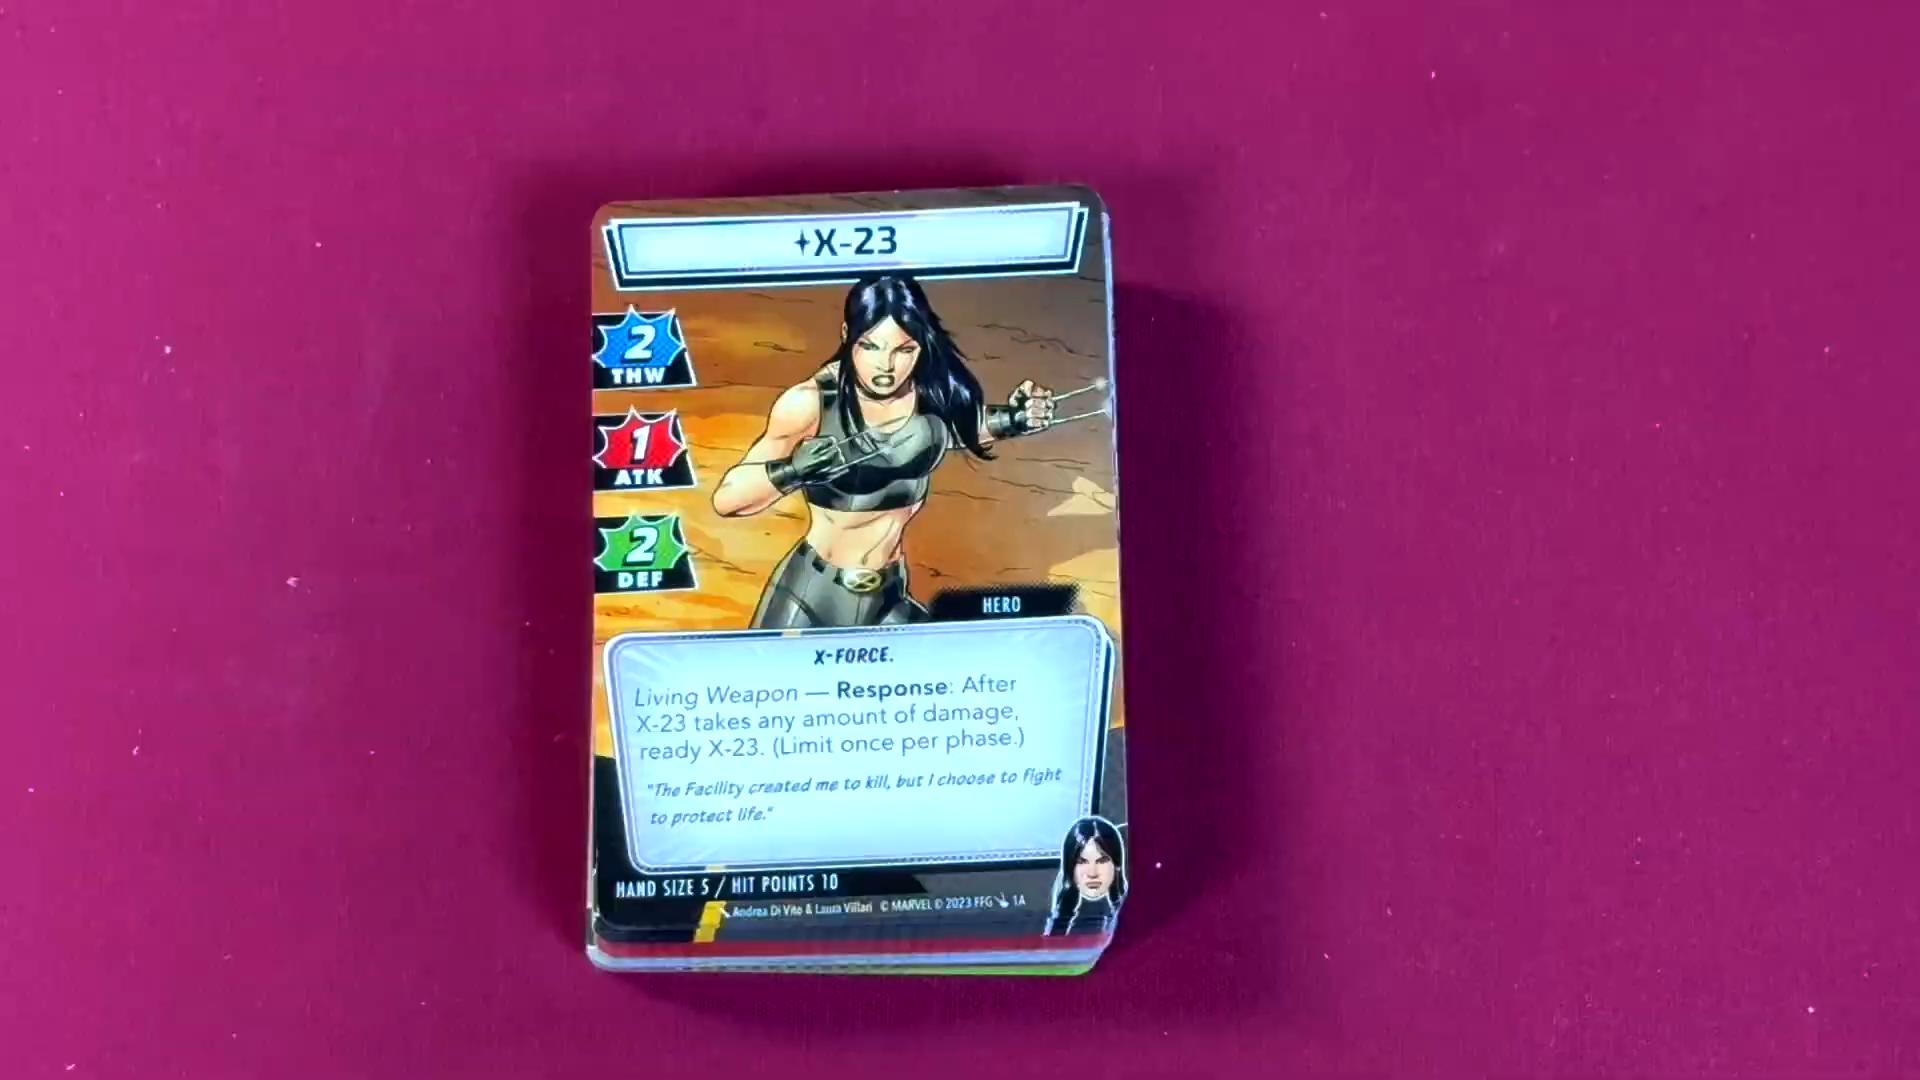 X-23
2
THW
1
ATK
2
DEF
HERO
X-FORCE.
Living Weapon — Response: After
X-23 takes any amount of damage,
ready X-23. (Limit once per phase.)
"The Facility created me to kill, but I choose to fight
to protect life."
HAND SIZE 5 / HIT POINTS 10
Andrea Di Vito & Laura Villari © MARVEL © 2023 FFG 1A